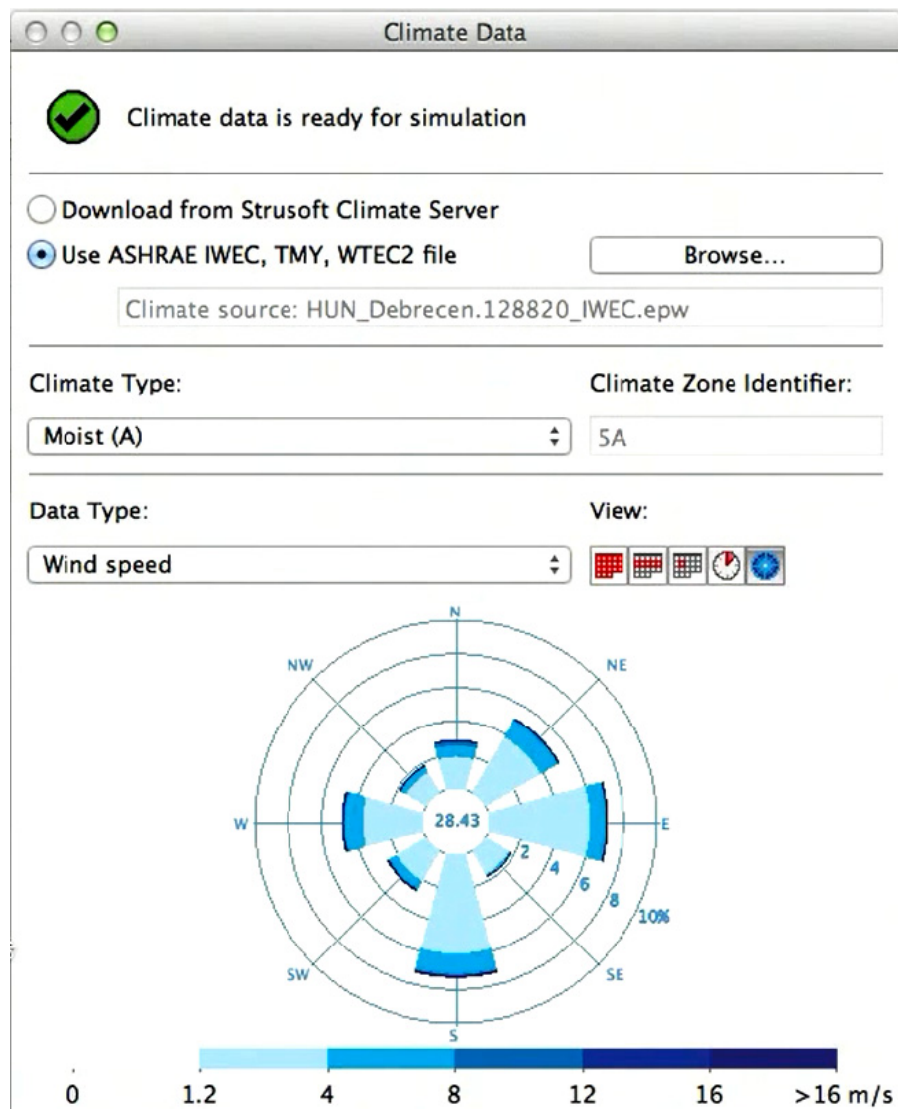 Climate Data
Climate data is ready for simulation
Download from Strusoft Climate Server
Use ASHRAE IWEC, TMY, WTEC2 file
Browse...
Climate source: HUN_Debrecen.128820_IWEC.epw
Climate Type:
Climate Zone Identifier:
Moist (A)
5A
Data Type:
View:
Wind speed
N
NW
NE
W
28.43
E
2
4
6
8
10%
SW
SE
S
0 1.2 4 8 12 16 >16 m/s